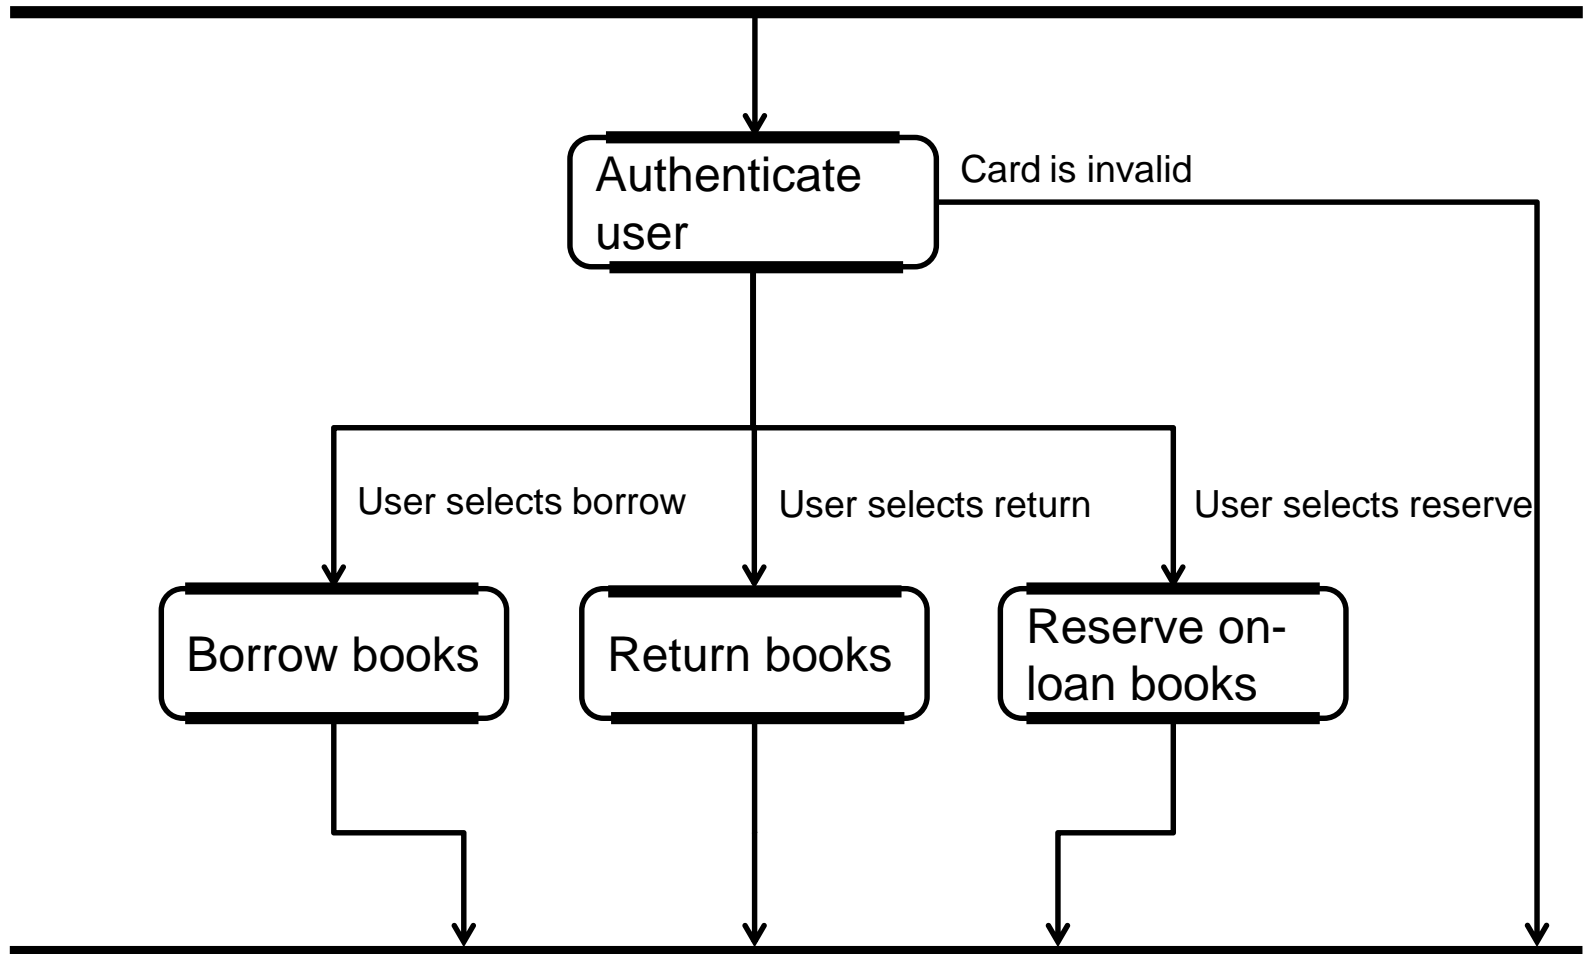 Authenticate
user
Card is invalid
User selects borrow
User selects return
User selects reserve
Borrow books
Return books
Reserve on-
loan books